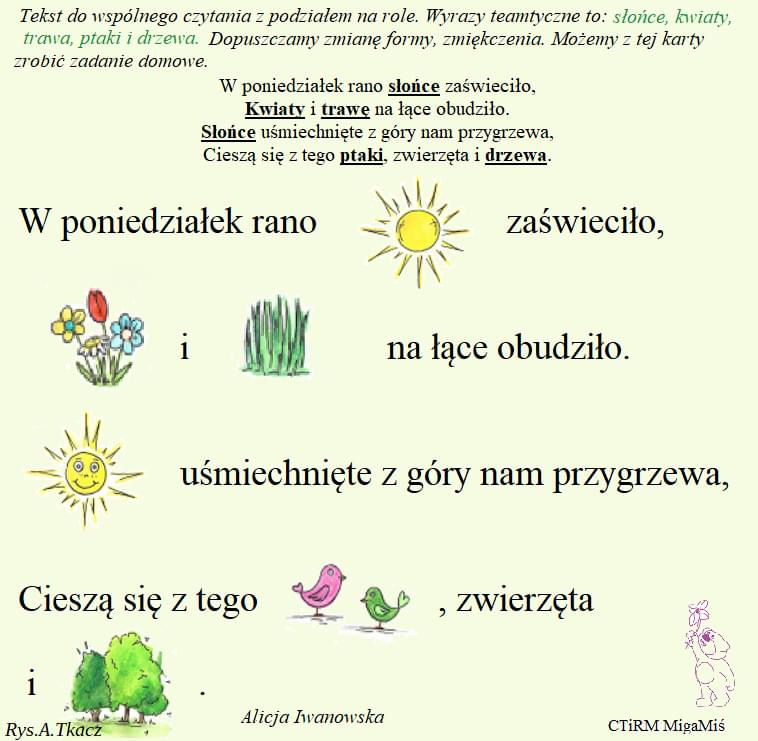 Tekst do wspólnego czytania z podziałem na role. Wyrazy teamtyczne to: słońce, kwiaty,
trawa, ptaki i drzewa. Dopuszczamy zmianę formy, zmiękczenia. Możemy z tej karty
zrobić zadanie domowe.
W poniedziałek rano słońce zaświeciło,
Kwiaty i trawę na łące obudziło.
Słońce uśmiechnięte z góry nam przygrzewa,
Cieszą się z tego ptaki, zwierzęta i drzewa.
W poniedziałek rano zaświeciło,
i na łące obudziło.
uśmiechnięte z góry nam przygrzewa,
Cieszą się z tego , zwierzęta
i .
Rys.A.Tkacz
Alicja Iwanowska
CTiRM MigaMiś